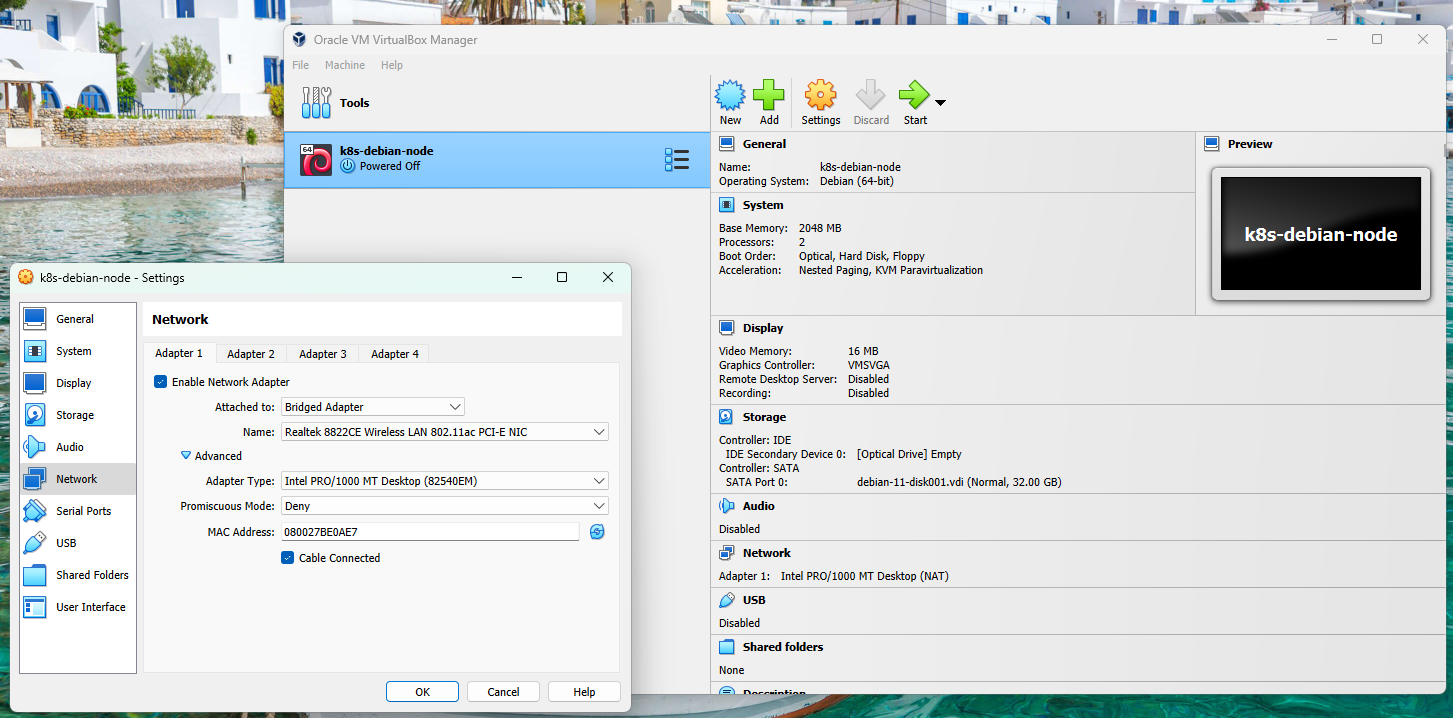 Oracle VM VirtualBox Manager
File Machine Help
Tools
64
k8s-debian-node
Powered Off
New Add Settings Discard Start
General
Name: k8s-debian-node
Operating System: Debian (64-bit)
System
Base Memory: 2048 MB
Processors: 2
Boot Order: Optical, Hard Disk, Floppy
Acceleration: Nested Paging, KVM Paravirtualization
Preview
k8s-debian-node
Display
Video Memory: 16 MB
Graphics Controller: VMSVGA
Remote Desktop Server: Disabled
Recording: Disabled
Storage
Controller: IDE
IDE Secondary Device 0: [Optical Drive] Empty
Controller: SATA
SATA Port 0: debian-11-disk001.vdi (Normal, 32.00 GB)
Audio
Disabled
Network
Adapter 1: Intel PRO/1000 MT Desktop (NAT)
USB
Disabled
Shared folders
None
Description
k8s-debian-node - Settings
General
System
Display
Storage
Audio
Network
Serial Ports
USB
Shared Folders
User Interface
Network
Adapter 1 Adapter 2 Adapter 3 Adapter 4
Enable Network Adapter
Attached to: Bridged Adapter
Name: Realtek 8822CE Wireless LAN 802.11ac PCI-E NIC
Advanced
Adapter Type: Intel PRO/1000 MT Desktop (82540EM)
Promiscuous Mode: Deny
MAC Address: 080027BE0AE7
Cable Connected
OK Cancel Help